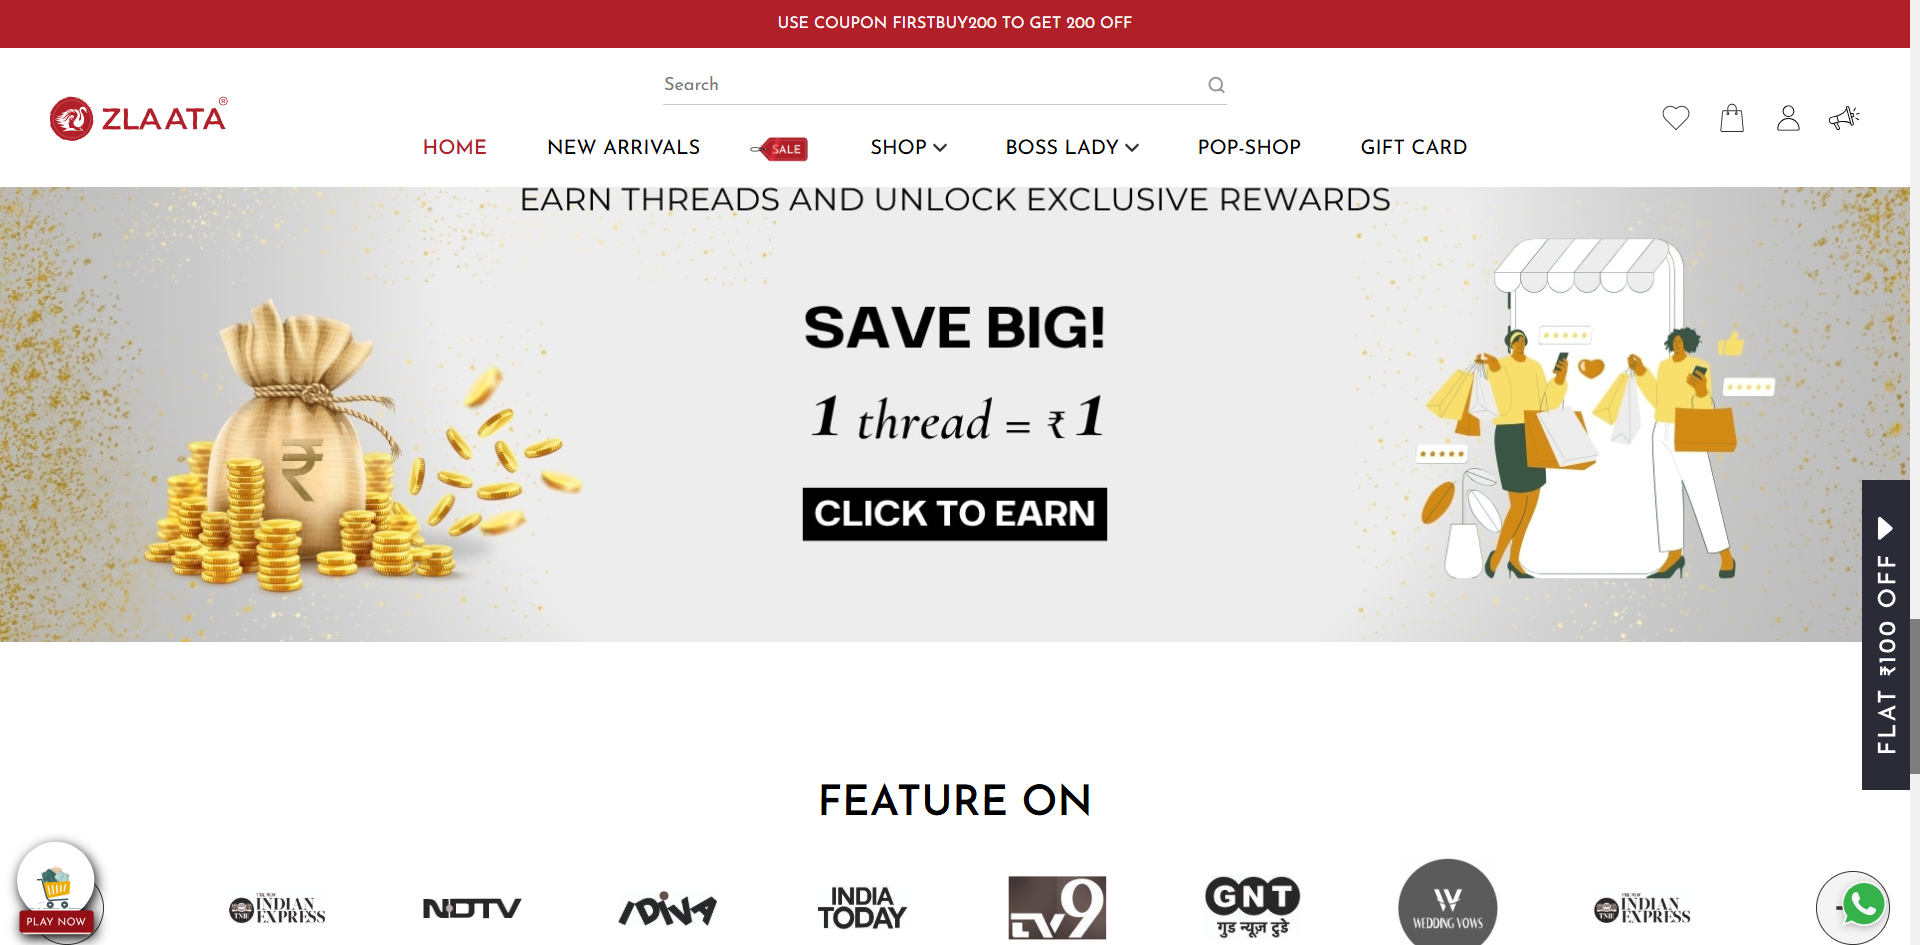 USE COUPON FIRSTBUY200 TO GET 200 OFF
Search
ZLAATA®
HOME
NEW ARRIVALS
SALE
SHOP
BOSS LADY
POP-SHOP
GIFT CARD
EARN THREADS AND UNLOCK EXCLUSIVE REWARDS
SAVE BIG!
1 thread = ₹ 1
CLICK TO EARN
₹
FLAT ₹100 OFF
FEATURE ON
PLAY NOW
THE NEW
TNIE
INDIAN
EXPRESS
NDTV
iDiVA
INDIA
TODAY
TV9
GNT
गुड न्यूज़ टुडे
W
WEDDING VOWS
THE NEW
TNIE
INDIAN
EXPRESS